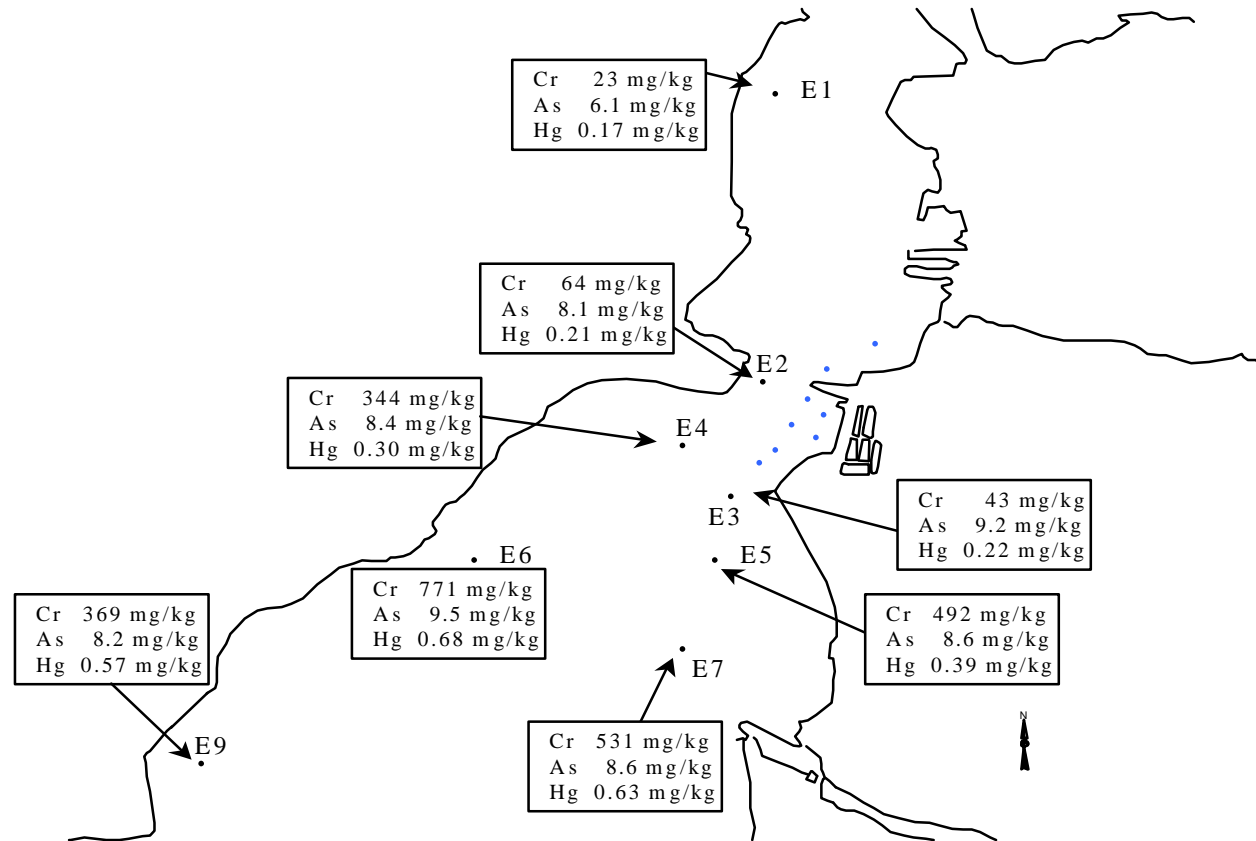 Cr 23 mg/kg
As 6.1 mg/kg
Hg 0.17 mg/kg
E1
Cr 64 mg/kg
As 8.1 mg/kg
Hg 0.21 mg/kg
E2
Cr 344 mg/kg
As 8.4 mg/kg
Hg 0.30 mg/kg
E4
Cr 43 mg/kg
As 9.2 mg/kg
Hg 0.22 mg/kg
E3
E5
E6
Cr 771 mg/kg
As 9.5 mg/kg
Hg 0.68 mg/kg
Cr 369 mg/kg
As 8.2 mg/kg
Hg 0.57 mg/kg
Cr 492 mg/kg
As 8.6 mg/kg
Hg 0.39 mg/kg
E7
E9
Cr 531 mg/kg
As 8.6 mg/kg
Hg 0.63 mg/kg
N